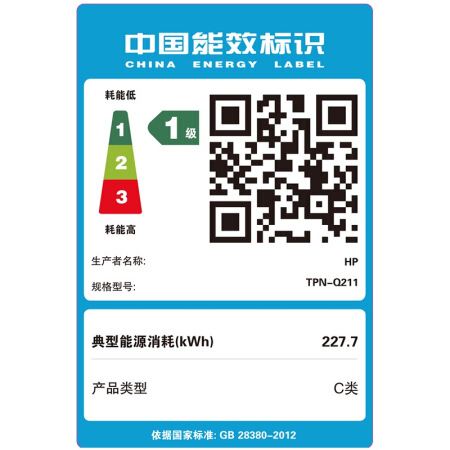 中国能效标识
CHINA ENERGY LABEL
耗能低
1
1级
2
3
耗能高
生产者名称: HP
规格型号: TPN-Q211
典型能源消耗(kWh) 227.7
产品类型 C类
依据国家标准: GB 28380-2012